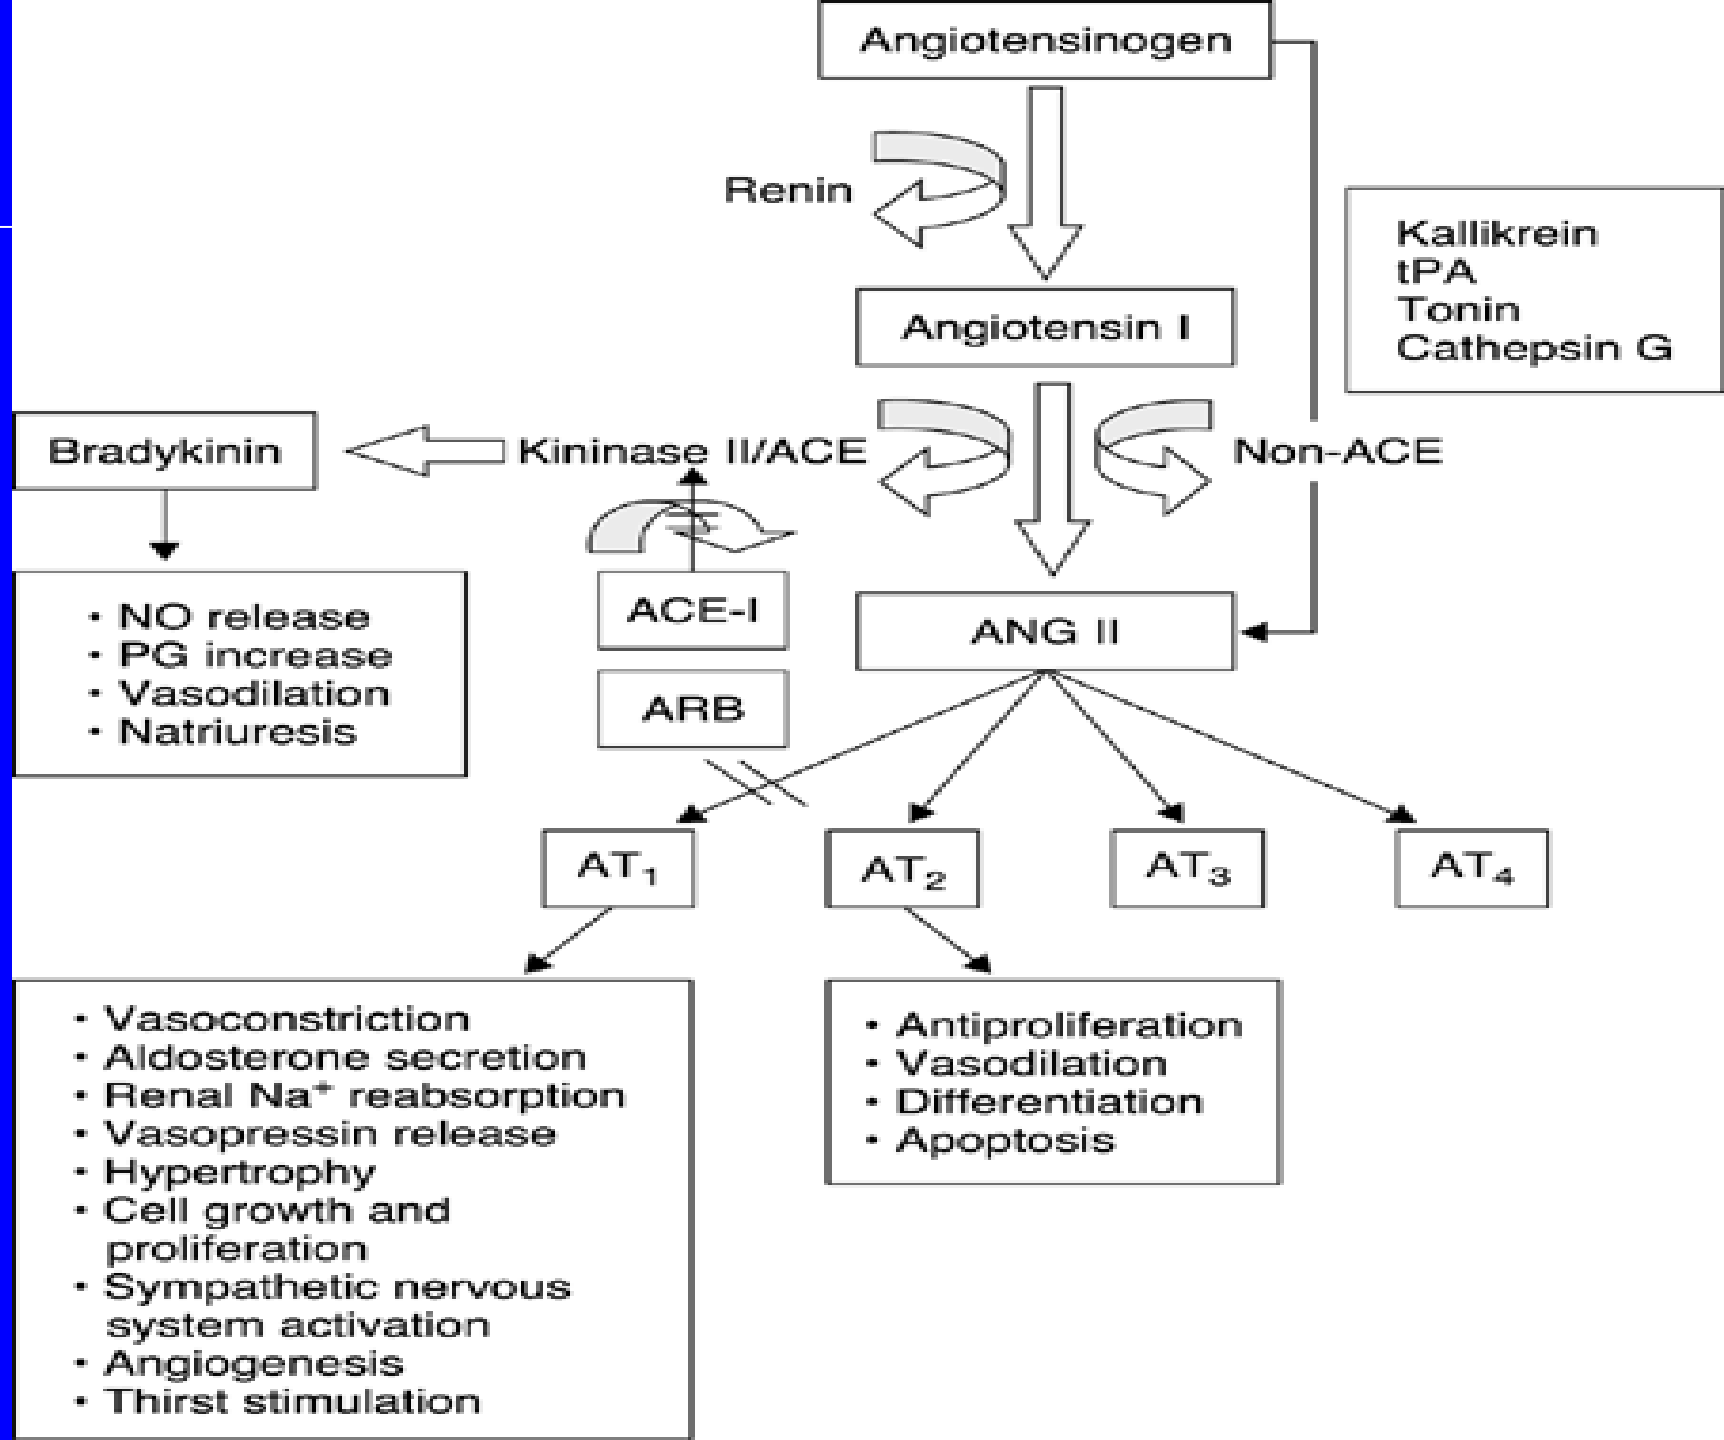 Angiotensinogen
Renin
Kallikrein
tPA
Tonin
Cathepsin G
Angiotensin I
Bradykinin
Kininase II/ACE
Non-ACE
• NO release
• PG increase
• Vasodilation
• Natriuresis
ACE-I
ANG II
ARB
AT₁
AT₂
AT₃
AT₄
• Vasoconstriction
• Aldosterone secretion
• Renal Na⁺ reabsorption
• Vasopressin release
• Hypertrophy
• Cell growth and
proliferation
• Sympathetic nervous
system activation
• Angiogenesis
• Thirst stimulation
• Antiproliferation
• Vasodilation
• Differentiation
• Apoptosis